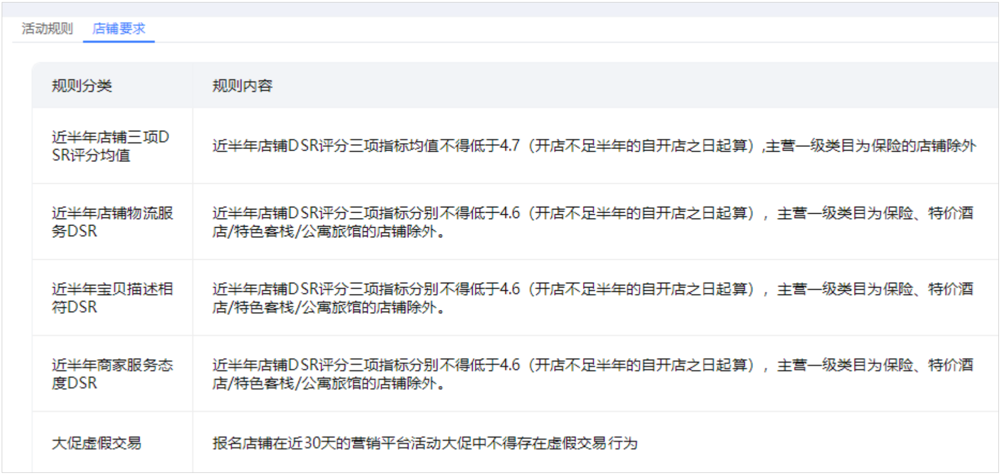 活动规则 店铺要求
规则分类 规则内容
近半年店铺三项D
SR评分均值
近半年店铺DSR评分三项指标均值不得低于4.7（开店不足半年的自开店之日起算）,主营一级类目为保险的店铺除外
近半年店铺物流服
务DSR
近半年店铺DSR评分三项指标分别不得低于4.6（开店不足半年的自开店之日起算），主营一级类目为保险、特价酒
店/特色客栈/公寓旅馆的店铺除外。
近半年宝贝描述相
符DSR
近半年店铺DSR评分三项指标分别不得低于4.6（开店不足半年的自开店之日起算），主营一级类目为保险、特价酒
店/特色客栈/公寓旅馆的店铺除外。
近半年商家服务态
度DSR
近半年店铺DSR评分三项指标分别不得低于4.6（开店不足半年的自开店之日起算），主营一级类目为保险、特价酒
店/特色客栈/公寓旅馆的店铺除外。
大促虚假交易
报名店铺在近30天的营销平台活动大促中不得存在虚假交易行为